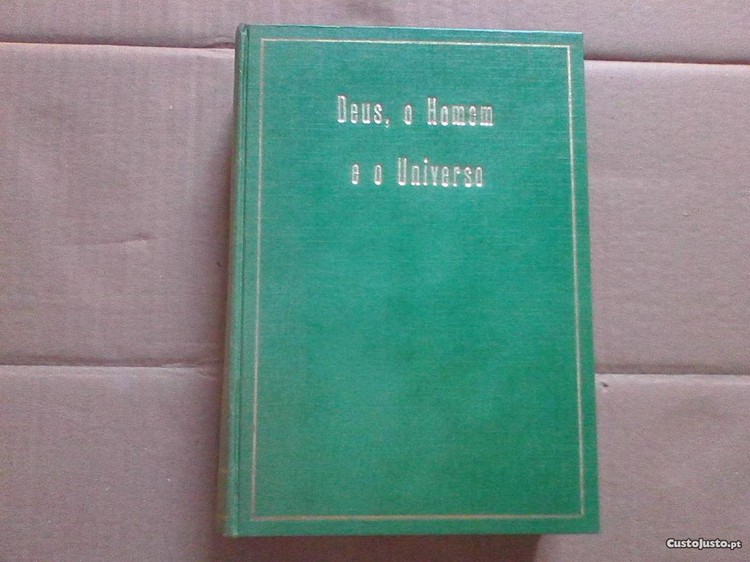 Deus, o Homem
e o Universo
CustoJusto.pt